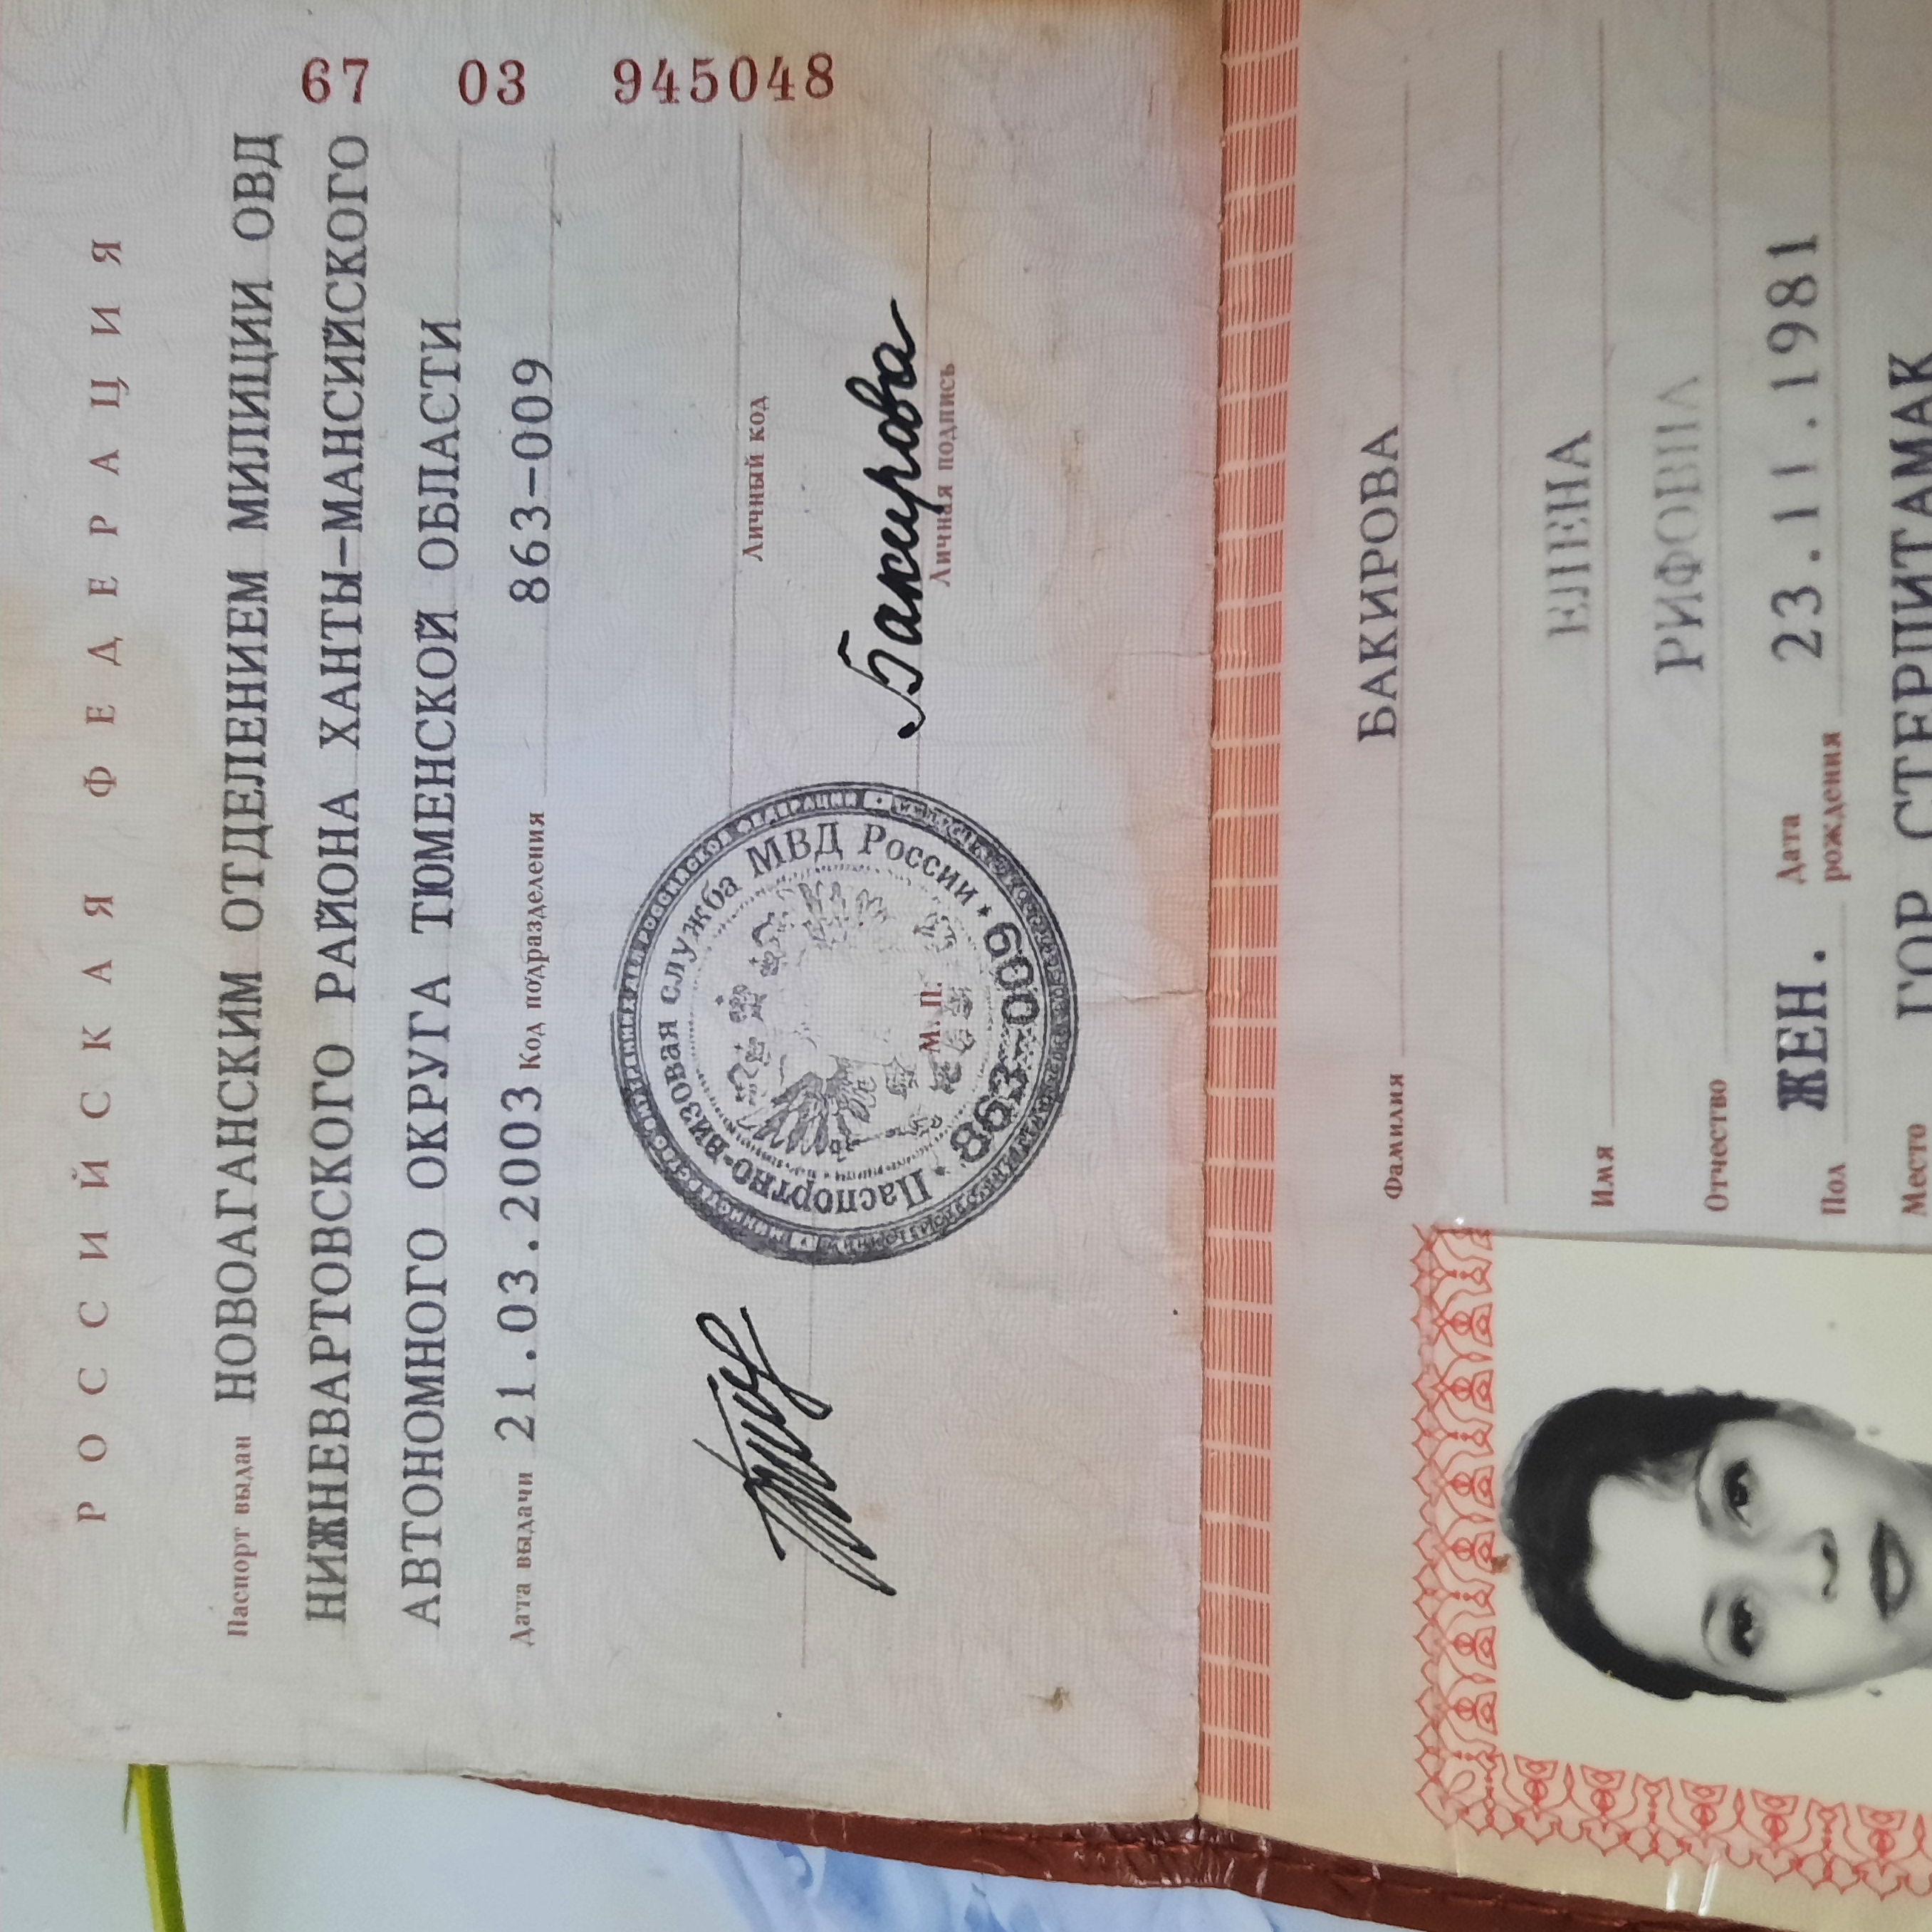 РОССИЙСКАЯ ФЕДЕРАЦИЯ
67 03 945048
Паспорт выдан НОВОАГАНСКИМ ОТДЕЛЕНИЕМ МИЛИЦИИ ОВД
НИЖНЕВАРТОВСКОГО РАЙОНА ХАНТЫ-МАНСИЙСКОГО
АВТОНОМНОГО ОКРУГА ТЮМЕНСКОЙ ОБЛАСТИ
Дата выдачи 21.03.2003 Код подразделения 863-009
Личный код
Бакирова
Личная подпись
Паспортно-визовая служба МВД России
863-009
М.П.
Фамилия БАКИРОВА
Имя ЕЛЕНА
Отчество РИФОВНА
Пол ЖЕН. Дата рождения 23.11.1981
Место ГОР СТЕРЛИТАМАК